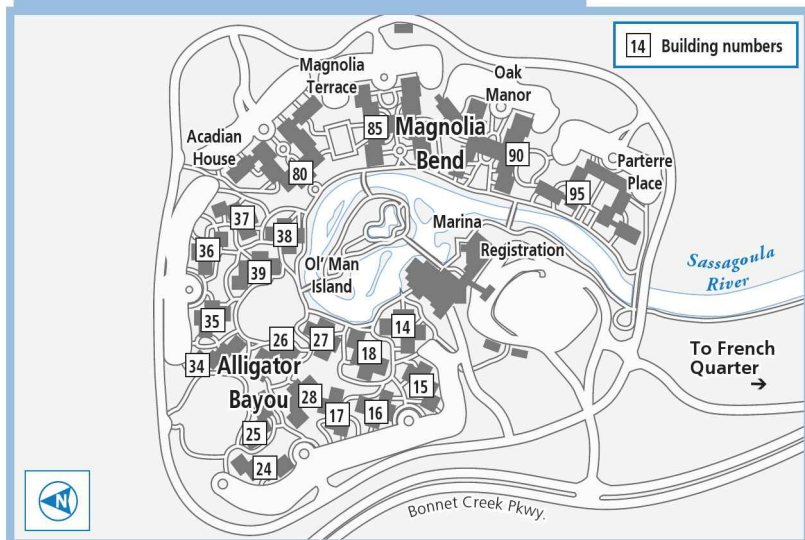 14 Building numbers
Magnolia
Terrace
Oak
Manor
Acadian
House
85
Magnolia
Bend
90
Parterre
Place
80
95
37
38
36
39
Marina
Registration
Ol' Man
Island
Sassagoula
River
35
26
27
14
18
34
Alligator
Bayou
15
28
17
16
25
24
To French
Quarter
N
Bonnet Creek Pkwy.